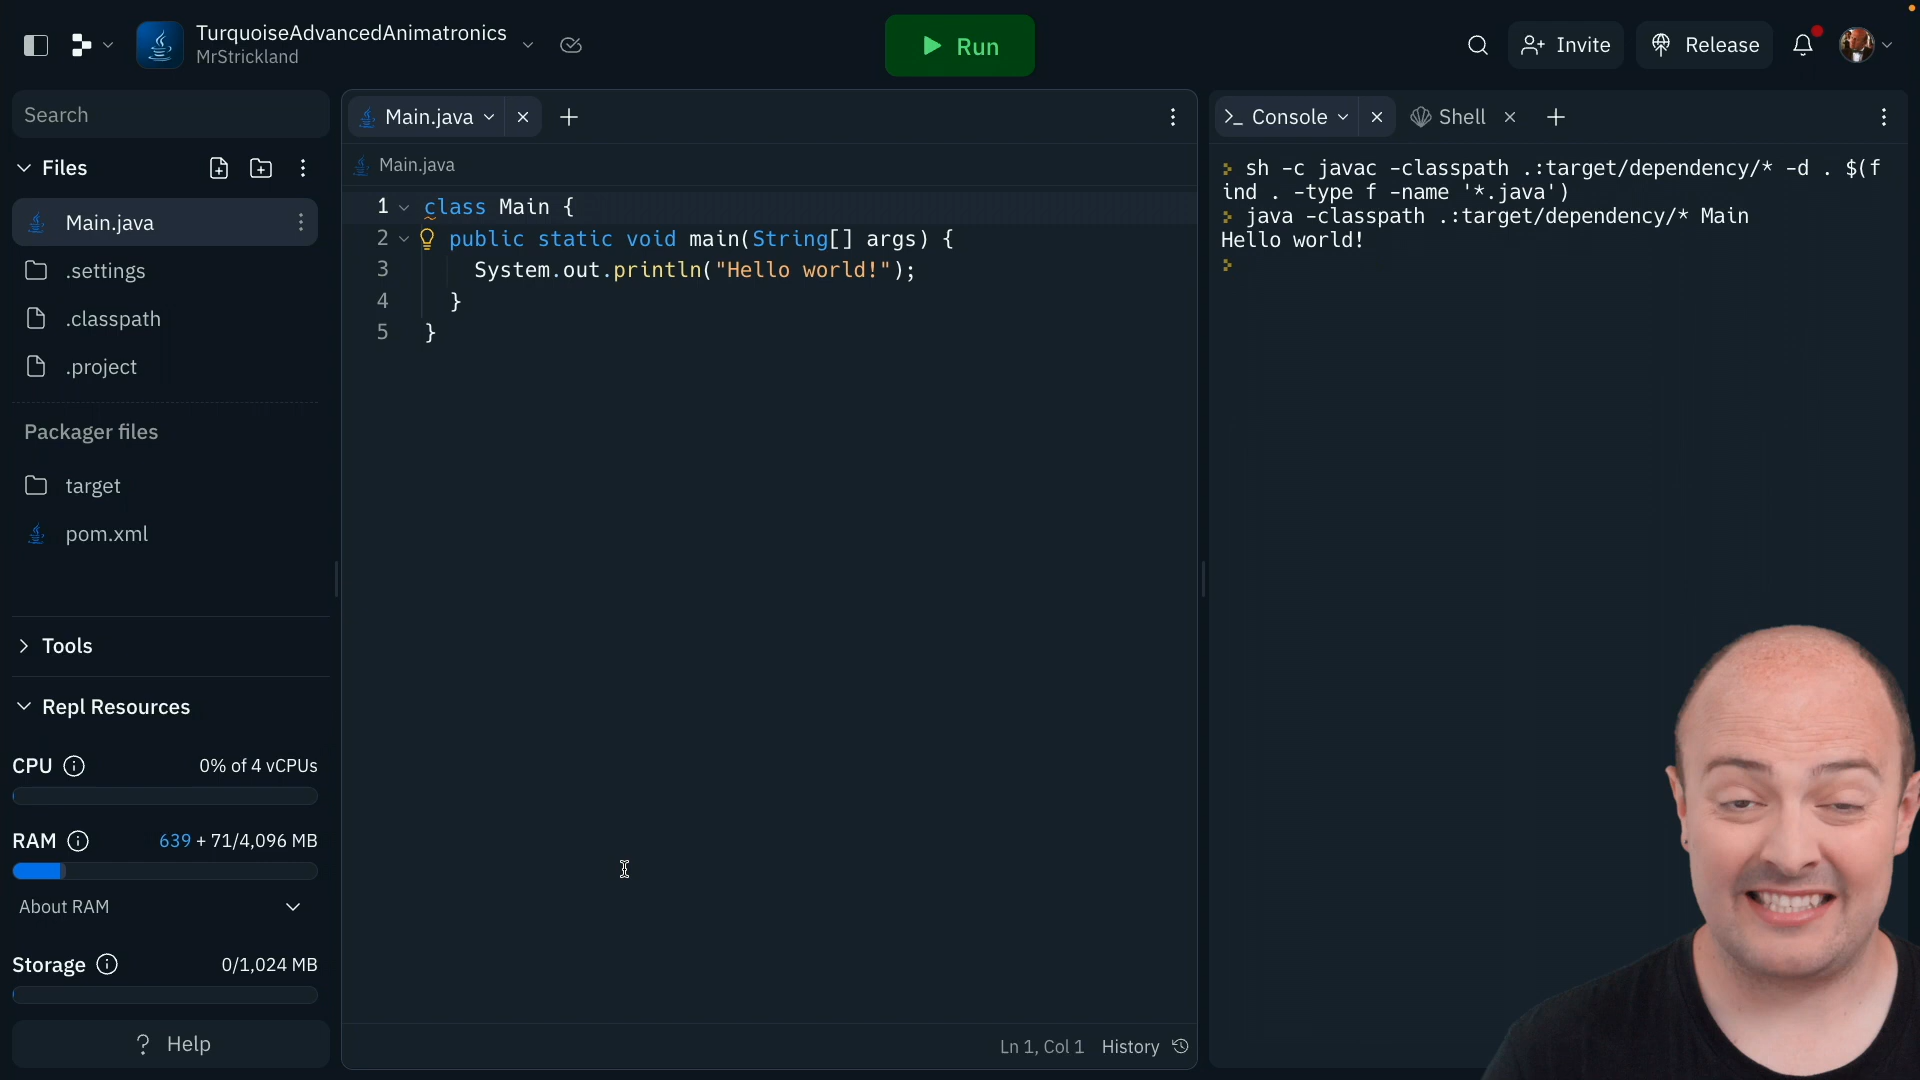 TurquoiseAdvancedAnimatronics
MrStrickland
Run
Invite
Release
Search
Files
Main.java
.settings
.classpath
.project
Packager files
target
pom.xml
Tools
Repl Resources
CPU 0% of 4 vCPUs
RAM 639 + 71/4,096 MB
About RAM
Storage 0/1,024 MB
? Help
Main.java
Main.java
1 class Main {
2 public static void main(String[] args) {
3 System.out.println("Hello world!");
4 }
5 }
Ln 1, Col 1 History
>_ Console
Shell
sh -c javac -classpath .:target/dependency/* -d . $(f
ind . -type f -name '*.java')
java -classpath .:target/dependency/* Main
Hello world!